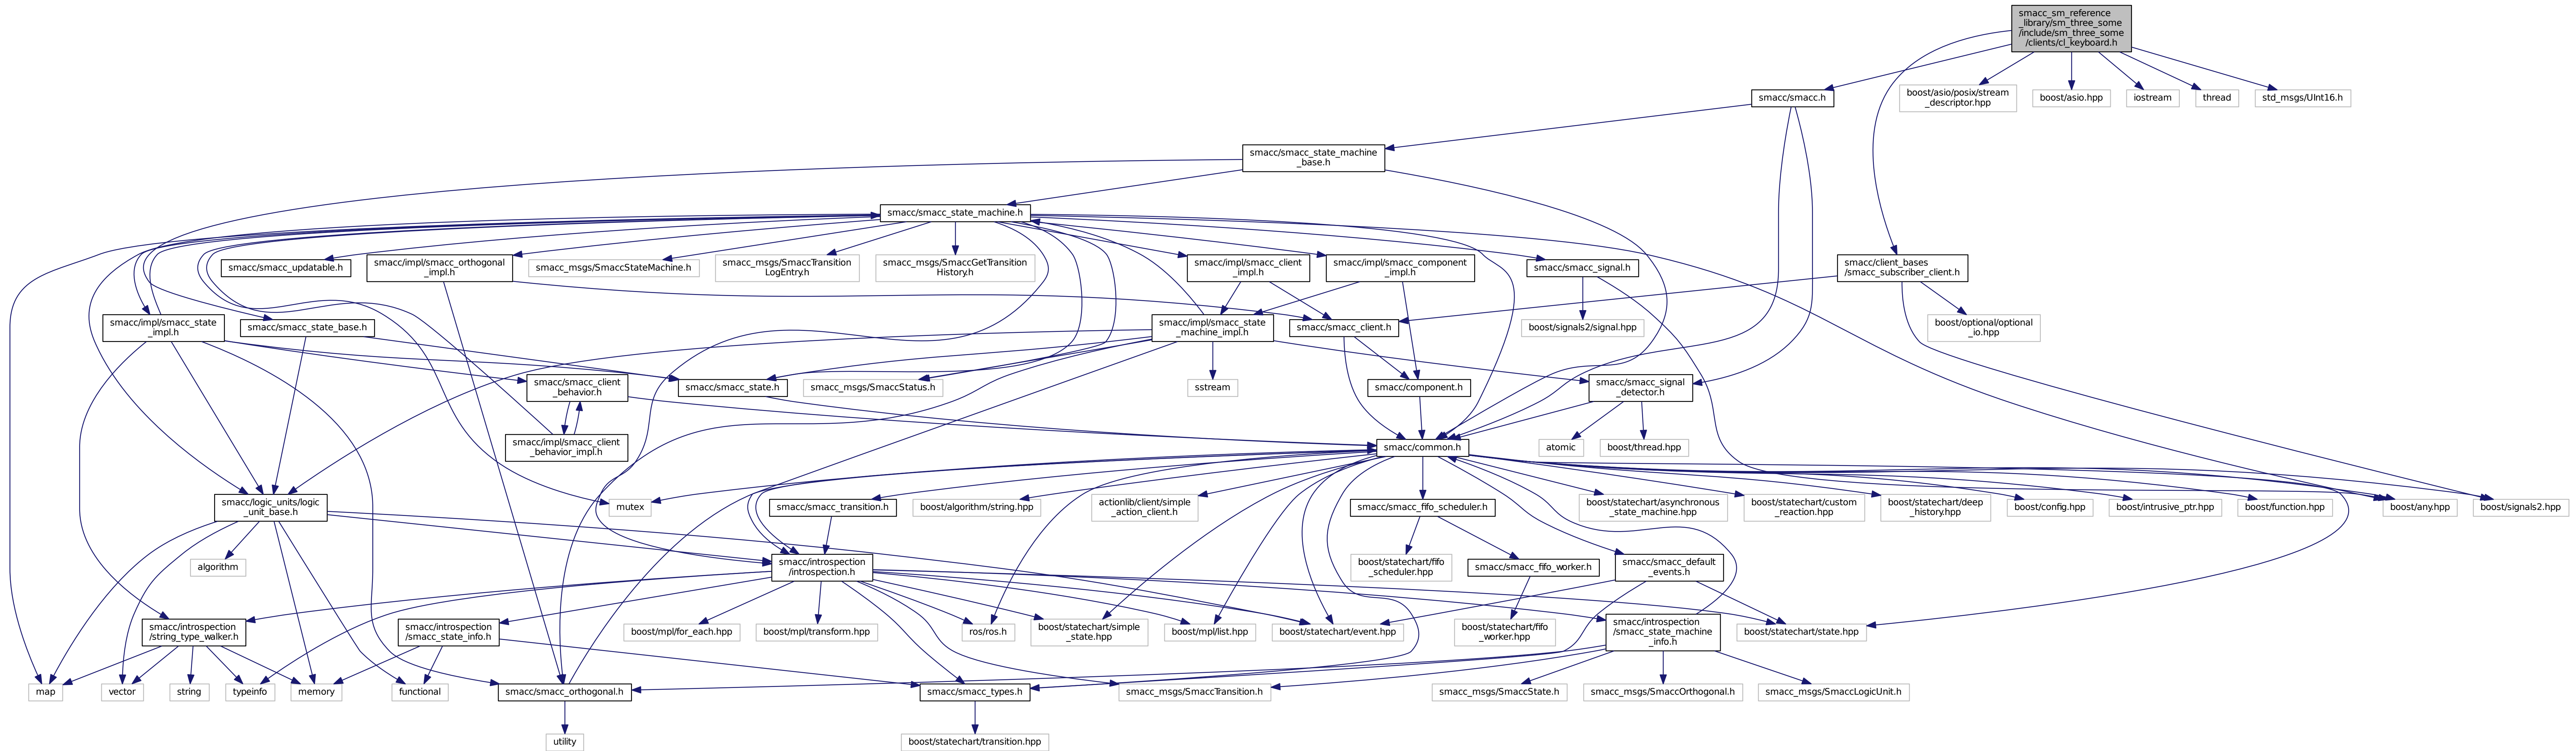 smacc_sm_reference
_library/sm_three_some
/include/sm_three_some
/clients/cl_keyboard.h
smacc/smacc.h
boost/asio/posix/stream
_descriptor.hpp
boost/asio.hpp
iostream
thread
std_msgs/UInt16.h
smacc/smacc_state_machine
_base.h
smacc/smacc_state_machine.h
smacc/smacc_updatable.h
smacc/impl/smacc_orthogonal
_impl.h
smacc_msgs/SmaccStateMachine.h
smacc_msgs/SmaccTransition
LogEntry.h
smacc_msgs/SmaccGetTransition
History.h
smacc/impl/smacc_client
_impl.h
smacc/impl/smacc_component
_impl.h
smacc/smacc_signal.h
smacc/client_bases
/smacc_subscriber_client.h
smacc/impl/smacc_state
_impl.h
smacc/smacc_state_base.h
smacc/impl/smacc_state
_machine_impl.h
smacc/smacc_client.h
boost/signals2/signal.hpp
boost/optional/optional
_io.hpp
smacc/smacc_client
_behavior.h
smacc/smacc_state.h
smacc_msgs/SmaccStatus.h
sstream
smacc/component.h
smacc/smacc_signal
_detector.h
smacc/impl/smacc_client
_behavior_impl.h
smacc/common.h
atomic
boost/thread.hpp
smacc/logic_units/logic
_unit_base.h
mutex
smacc/smacc_transition.h
boost/algorithm/string.hpp
actionlib/client/simple
_action_client.h
smacc/smacc_fifo_scheduler.h
boost/statechart/asynchronous
_state_machine.hpp
boost/statechart/custom
_reaction.hpp
boost/statechart/deep
_history.hpp
boost/config.hpp
boost/intrusive_ptr.hpp
boost/function.hpp
boost/any.hpp
boost/signals2.hpp
algorithm
smacc/introspection
/introspection.h
boost/statechart/fifo
_scheduler.hpp
smacc/smacc_fifo_worker.h
smacc/smacc_default
_events.h
smacc/introspection
/string_type_walker.h
smacc/introspection
/smacc_state_info.h
boost/mpl/for_each.hpp
boost/mpl/transform.hpp
ros/ros.h
boost/statechart/simple
_state.hpp
boost/mpl/list.hpp
boost/statechart/event.hpp
boost/statechart/fifo
_worker.hpp
smacc/introspection
/smacc_state_machine
_info.h
boost/statechart/state.hpp
map
vector
string
typeinfo
memory
functional
smacc/smacc_orthogonal.h
smacc/smacc_types.h
smacc_msgs/SmaccTransition.h
smacc_msgs/SmaccState.h
smacc_msgs/SmaccOrthogonal.h
smacc_msgs/SmaccLogicUnit.h
utility
boost/statechart/transition.hpp